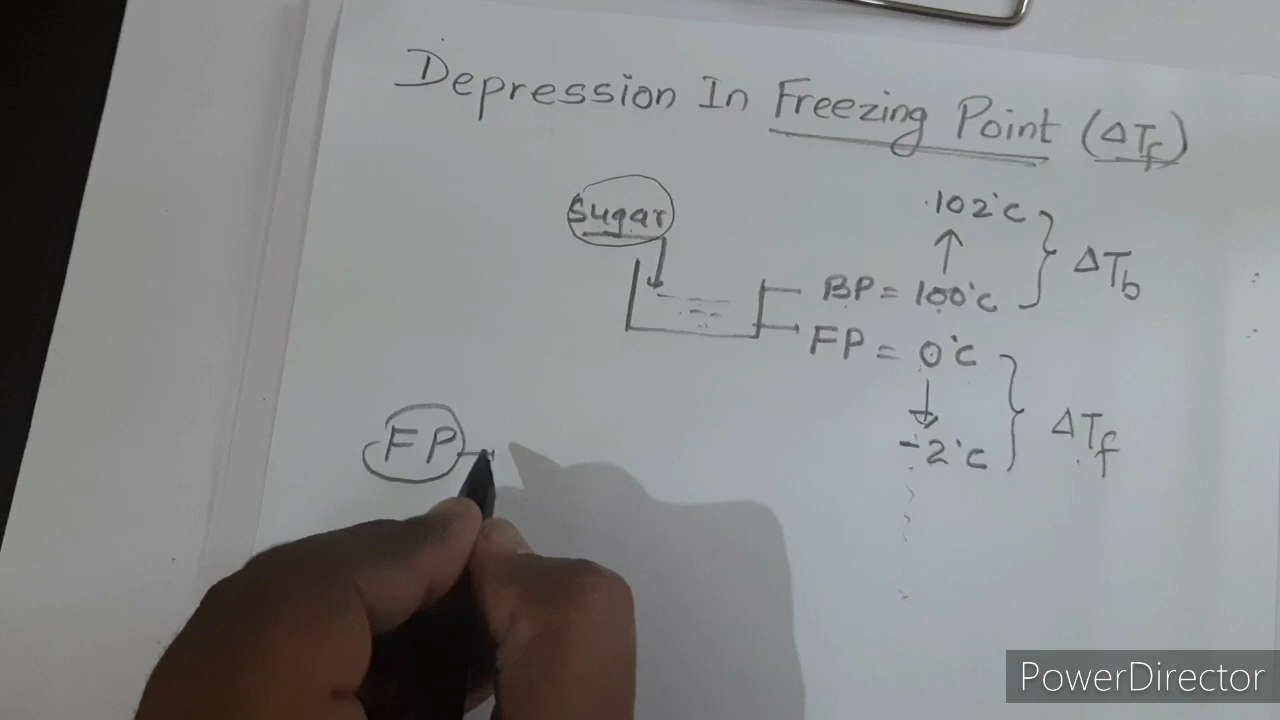 Depression In Freezing Point (ΔTf)
Sugar
102°C
BP = 100°C
ΔTb
FP = 0°C
-2°C
ΔTf
FP
PowerDirector